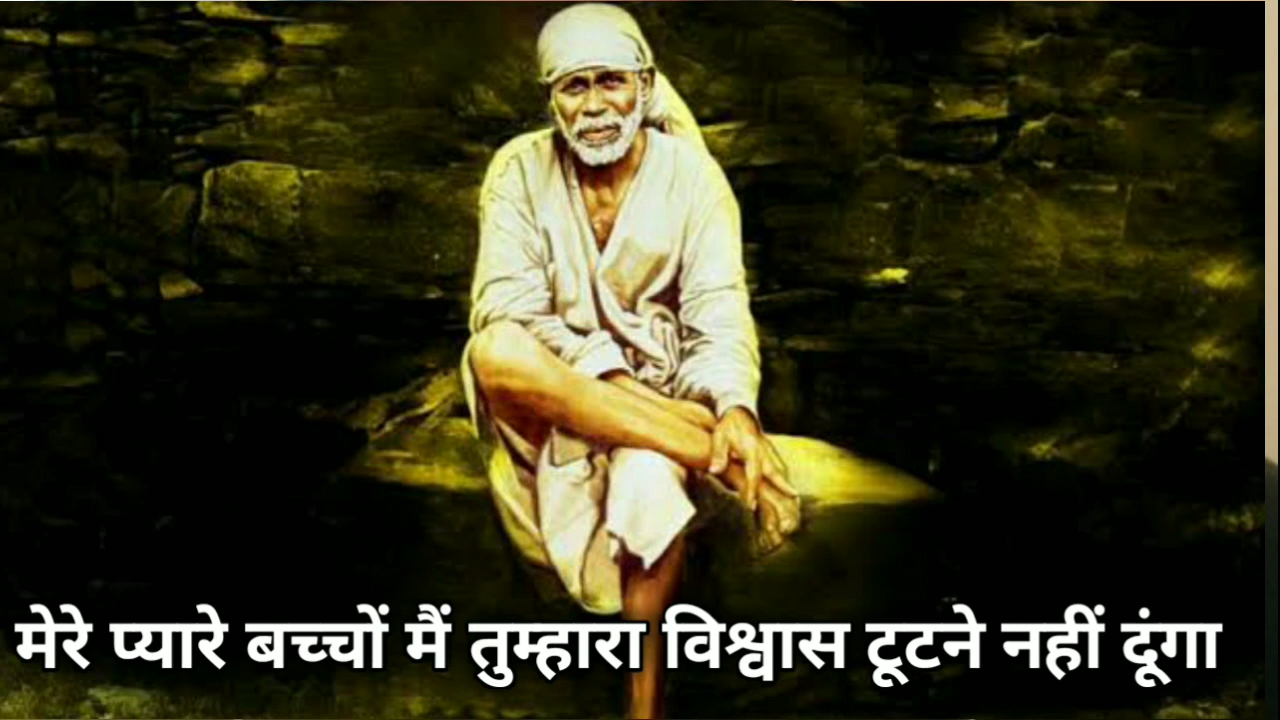 मेरे प्यारे बच्चों मैं तुम्हारा विश्वास टूटने नहीं दूंगा